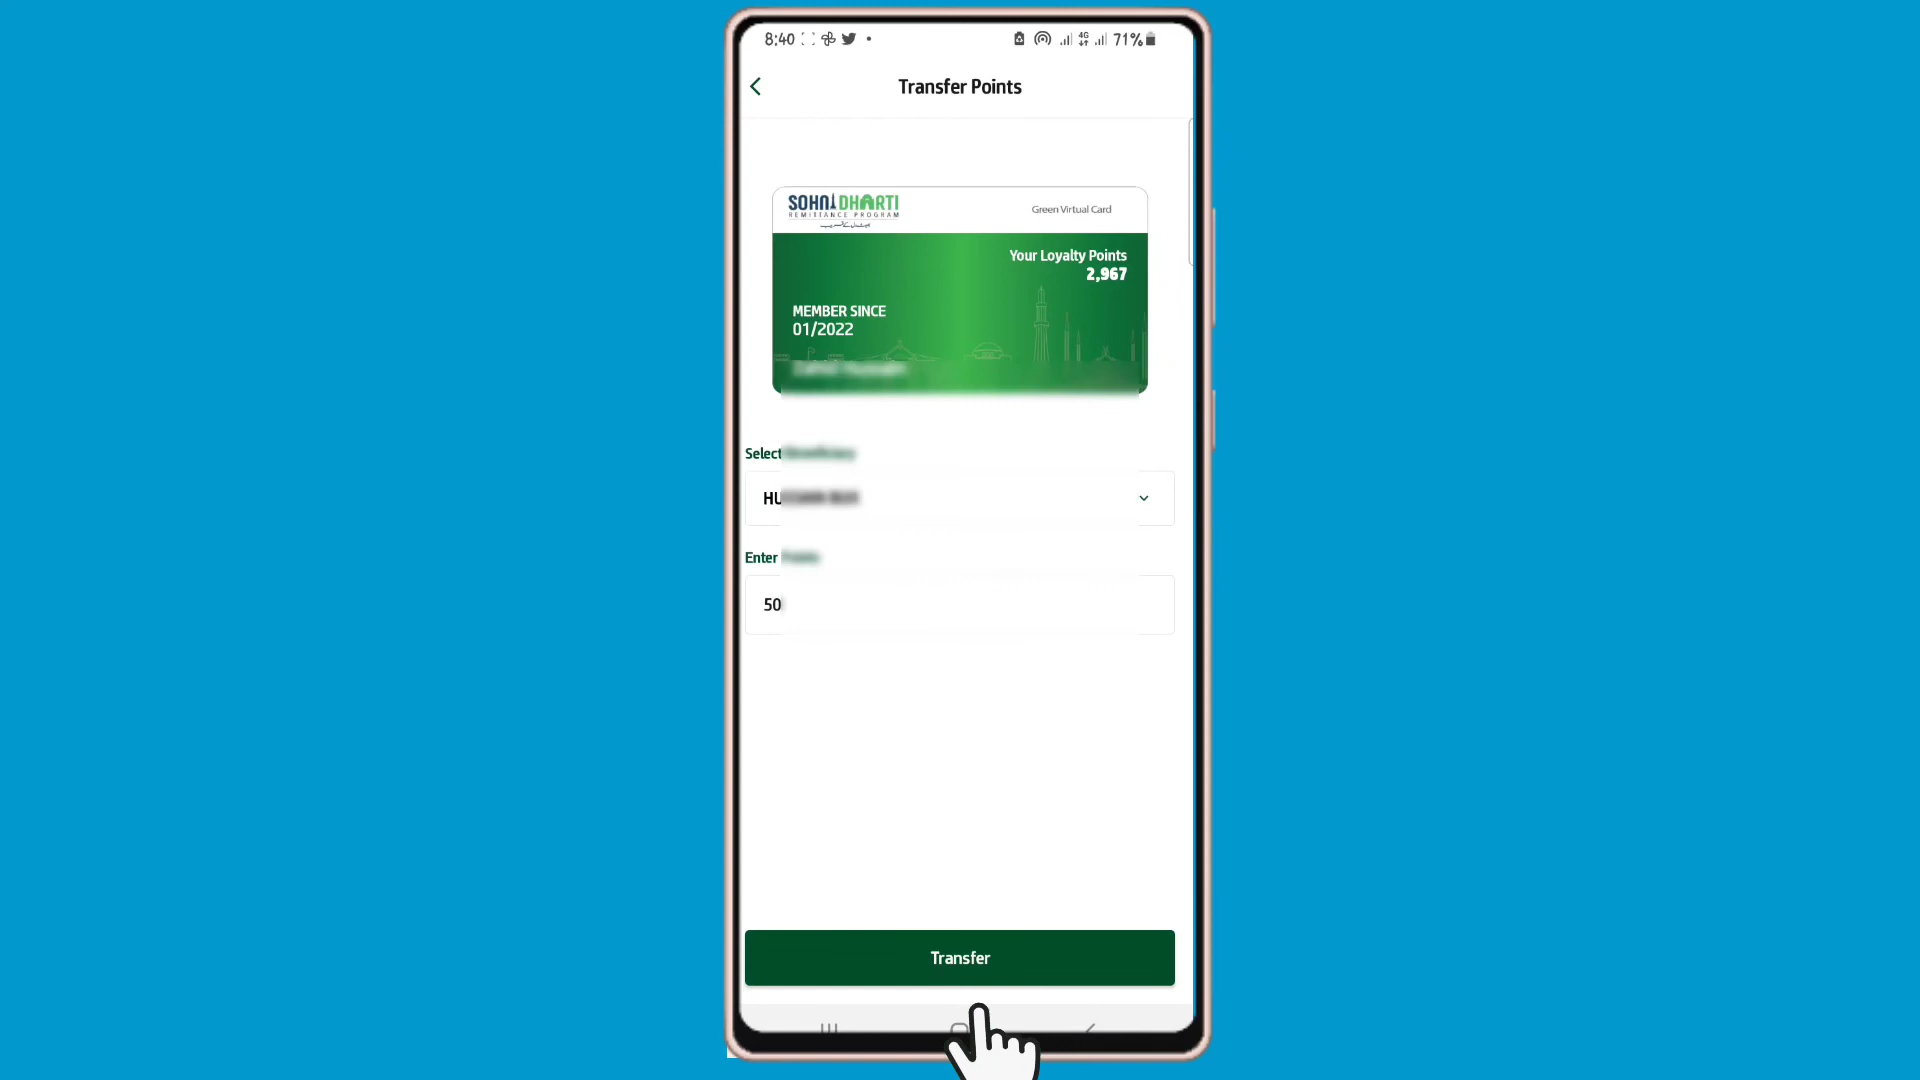 8:40
4G
71%
Transfer Points
SOHNI DHARTI
REMITTANCE PROGRAM
Green Virtual Card
Your Loyalty Points
2,967
MEMBER SINCE
01/2022
Select
Enter
50
Transfer